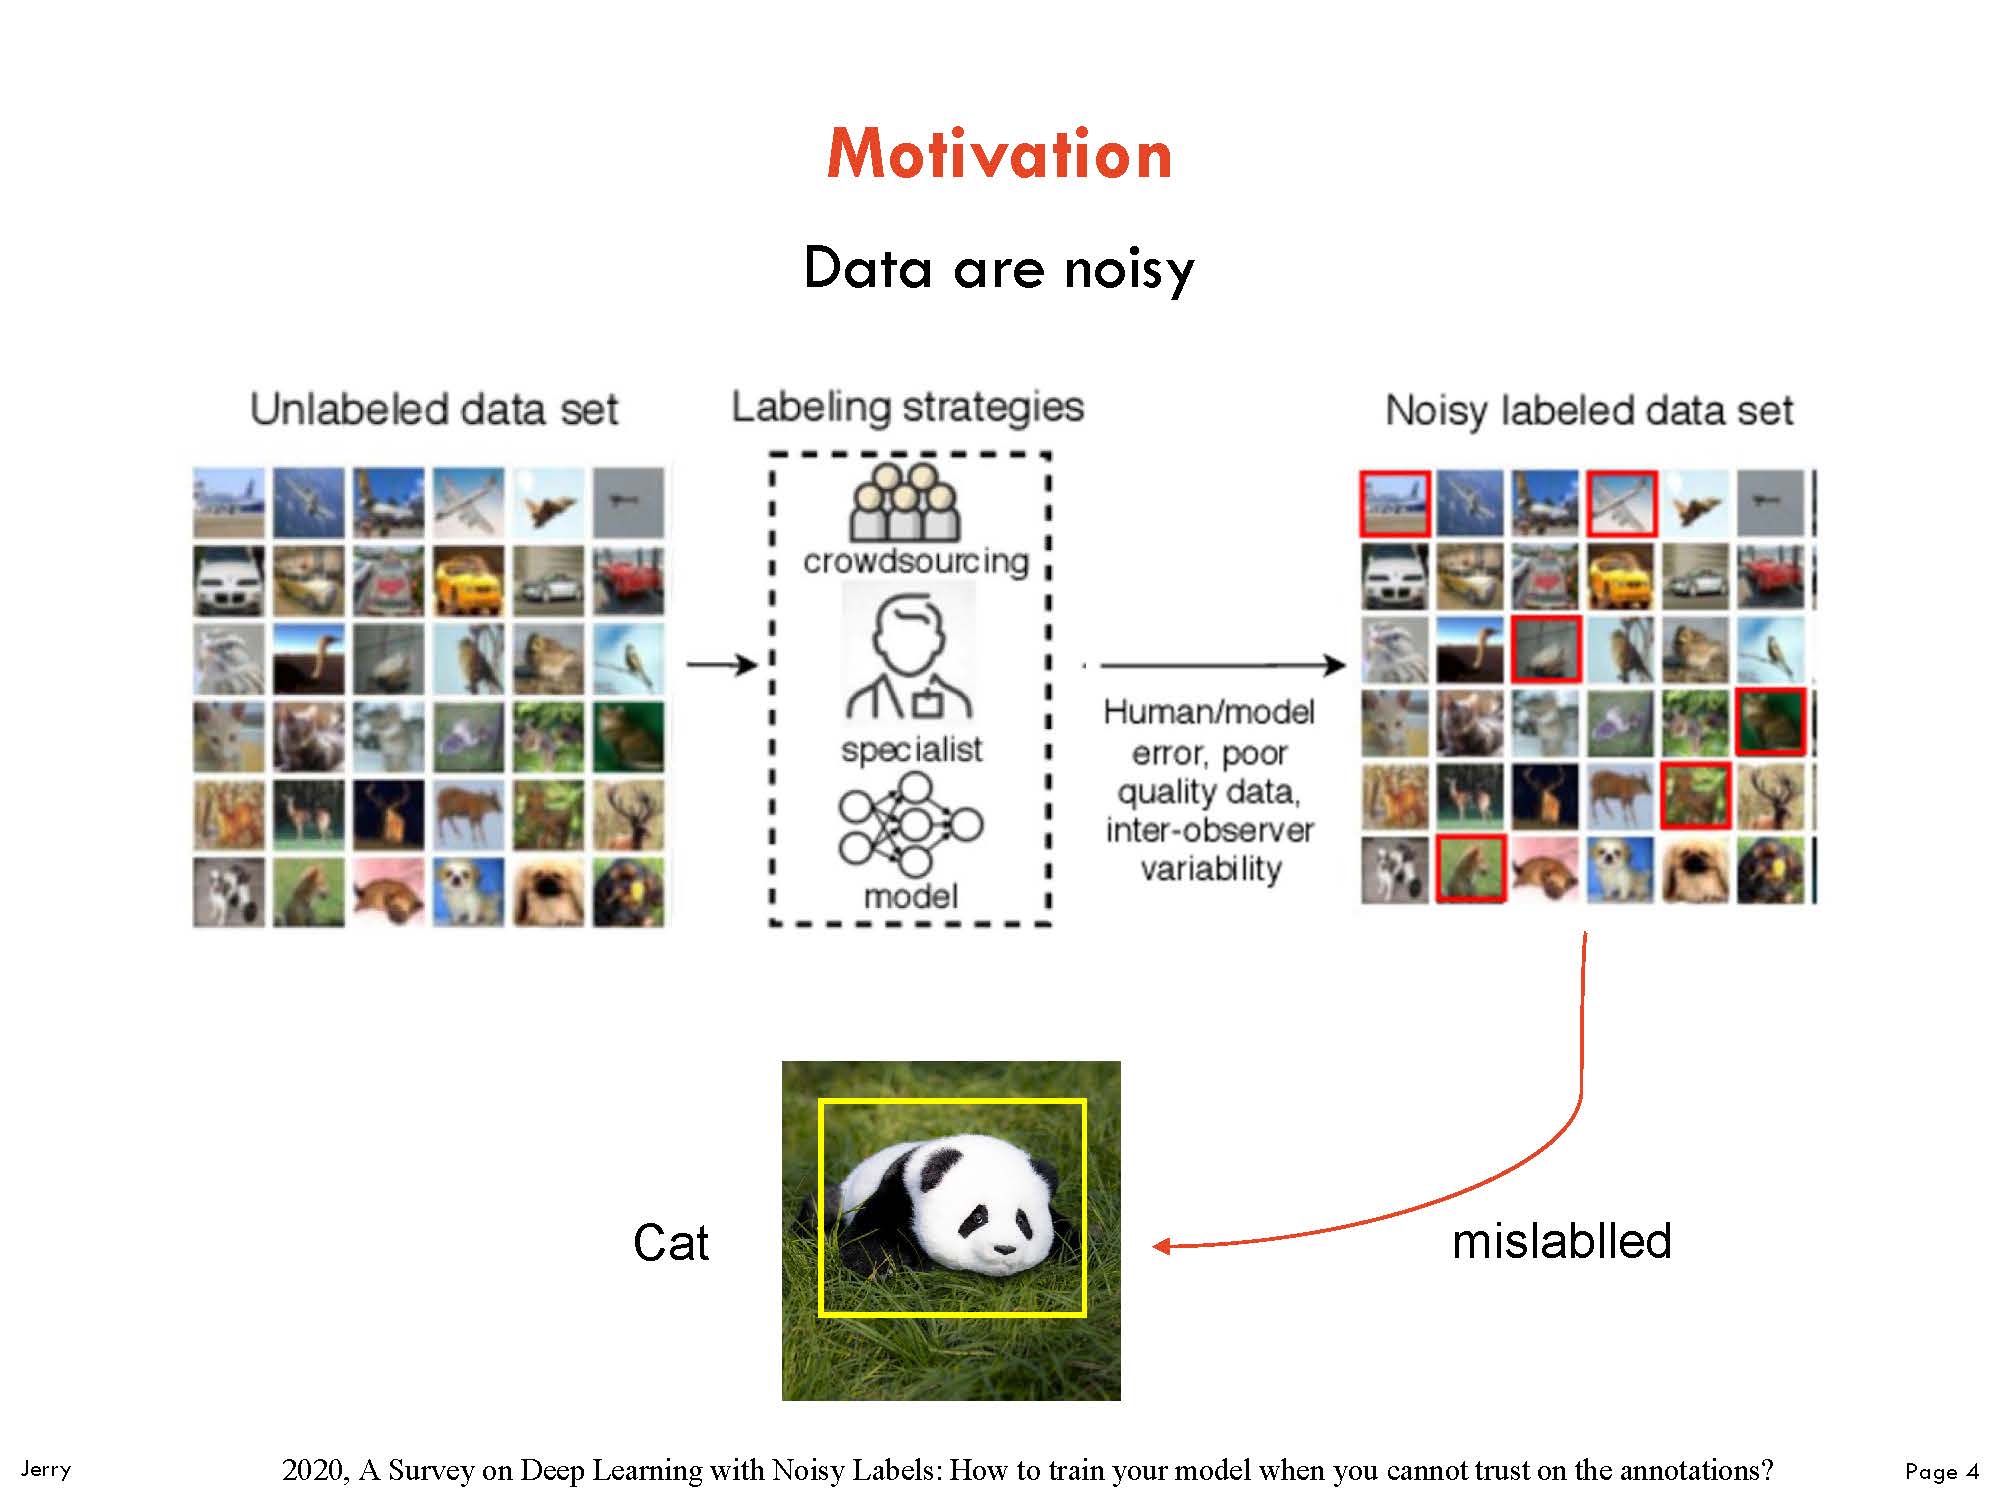 Motivation
Data are noisy
Unlabeled data set
Labeling strategies
Noisy labeled data set
crowdsourcing
specialist
model
Human/model
error, poor
quality data,
inter-observer
variability
Cat
mislablled
Jerry
2020, A Survey on Deep Learning with Noisy Labels: How to train your model when you cannot trust on the annotations?
Page 4